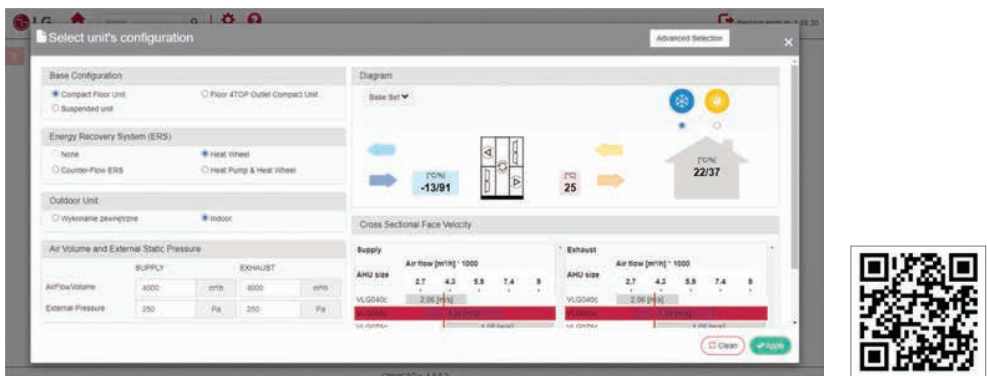 LG
Select unit's configuration
Advanced Selection
×
Base Configuration
Compact Floor Unit
Floor 4TOP Outlet Compact Unit
Suspended unit
Energy Recovery System (ERS)
None
Heat Wheel
Counter-Flow ERS
Heat Pump & Heat Wheel
Outdoor Unit
Wykonanie zewnętrzne
Indoor
Air Volume and External Static Pressure
SUPPLY
EXHAUST
AirFlowVolume
4000
m³/h
4000
m³/h
External Pressure
250
Pa
250
Pa
Diagram
Base Set
[°C/%]
-13/91
[°C]
25
[°C/%]
22/37
Cross Sectional Face Velocity
Supply
Air flow [m³/h] * 1000
AHU size
2.7 4.3 5.8 7.4 9
VLG040c
2.06 [m/s]
Exhaust
Air flow [m³/h] * 1000
AHU size
2.7 4.3 5.8 7.4 9
VLG040c
2.06 [m/s]
Clean
Apply